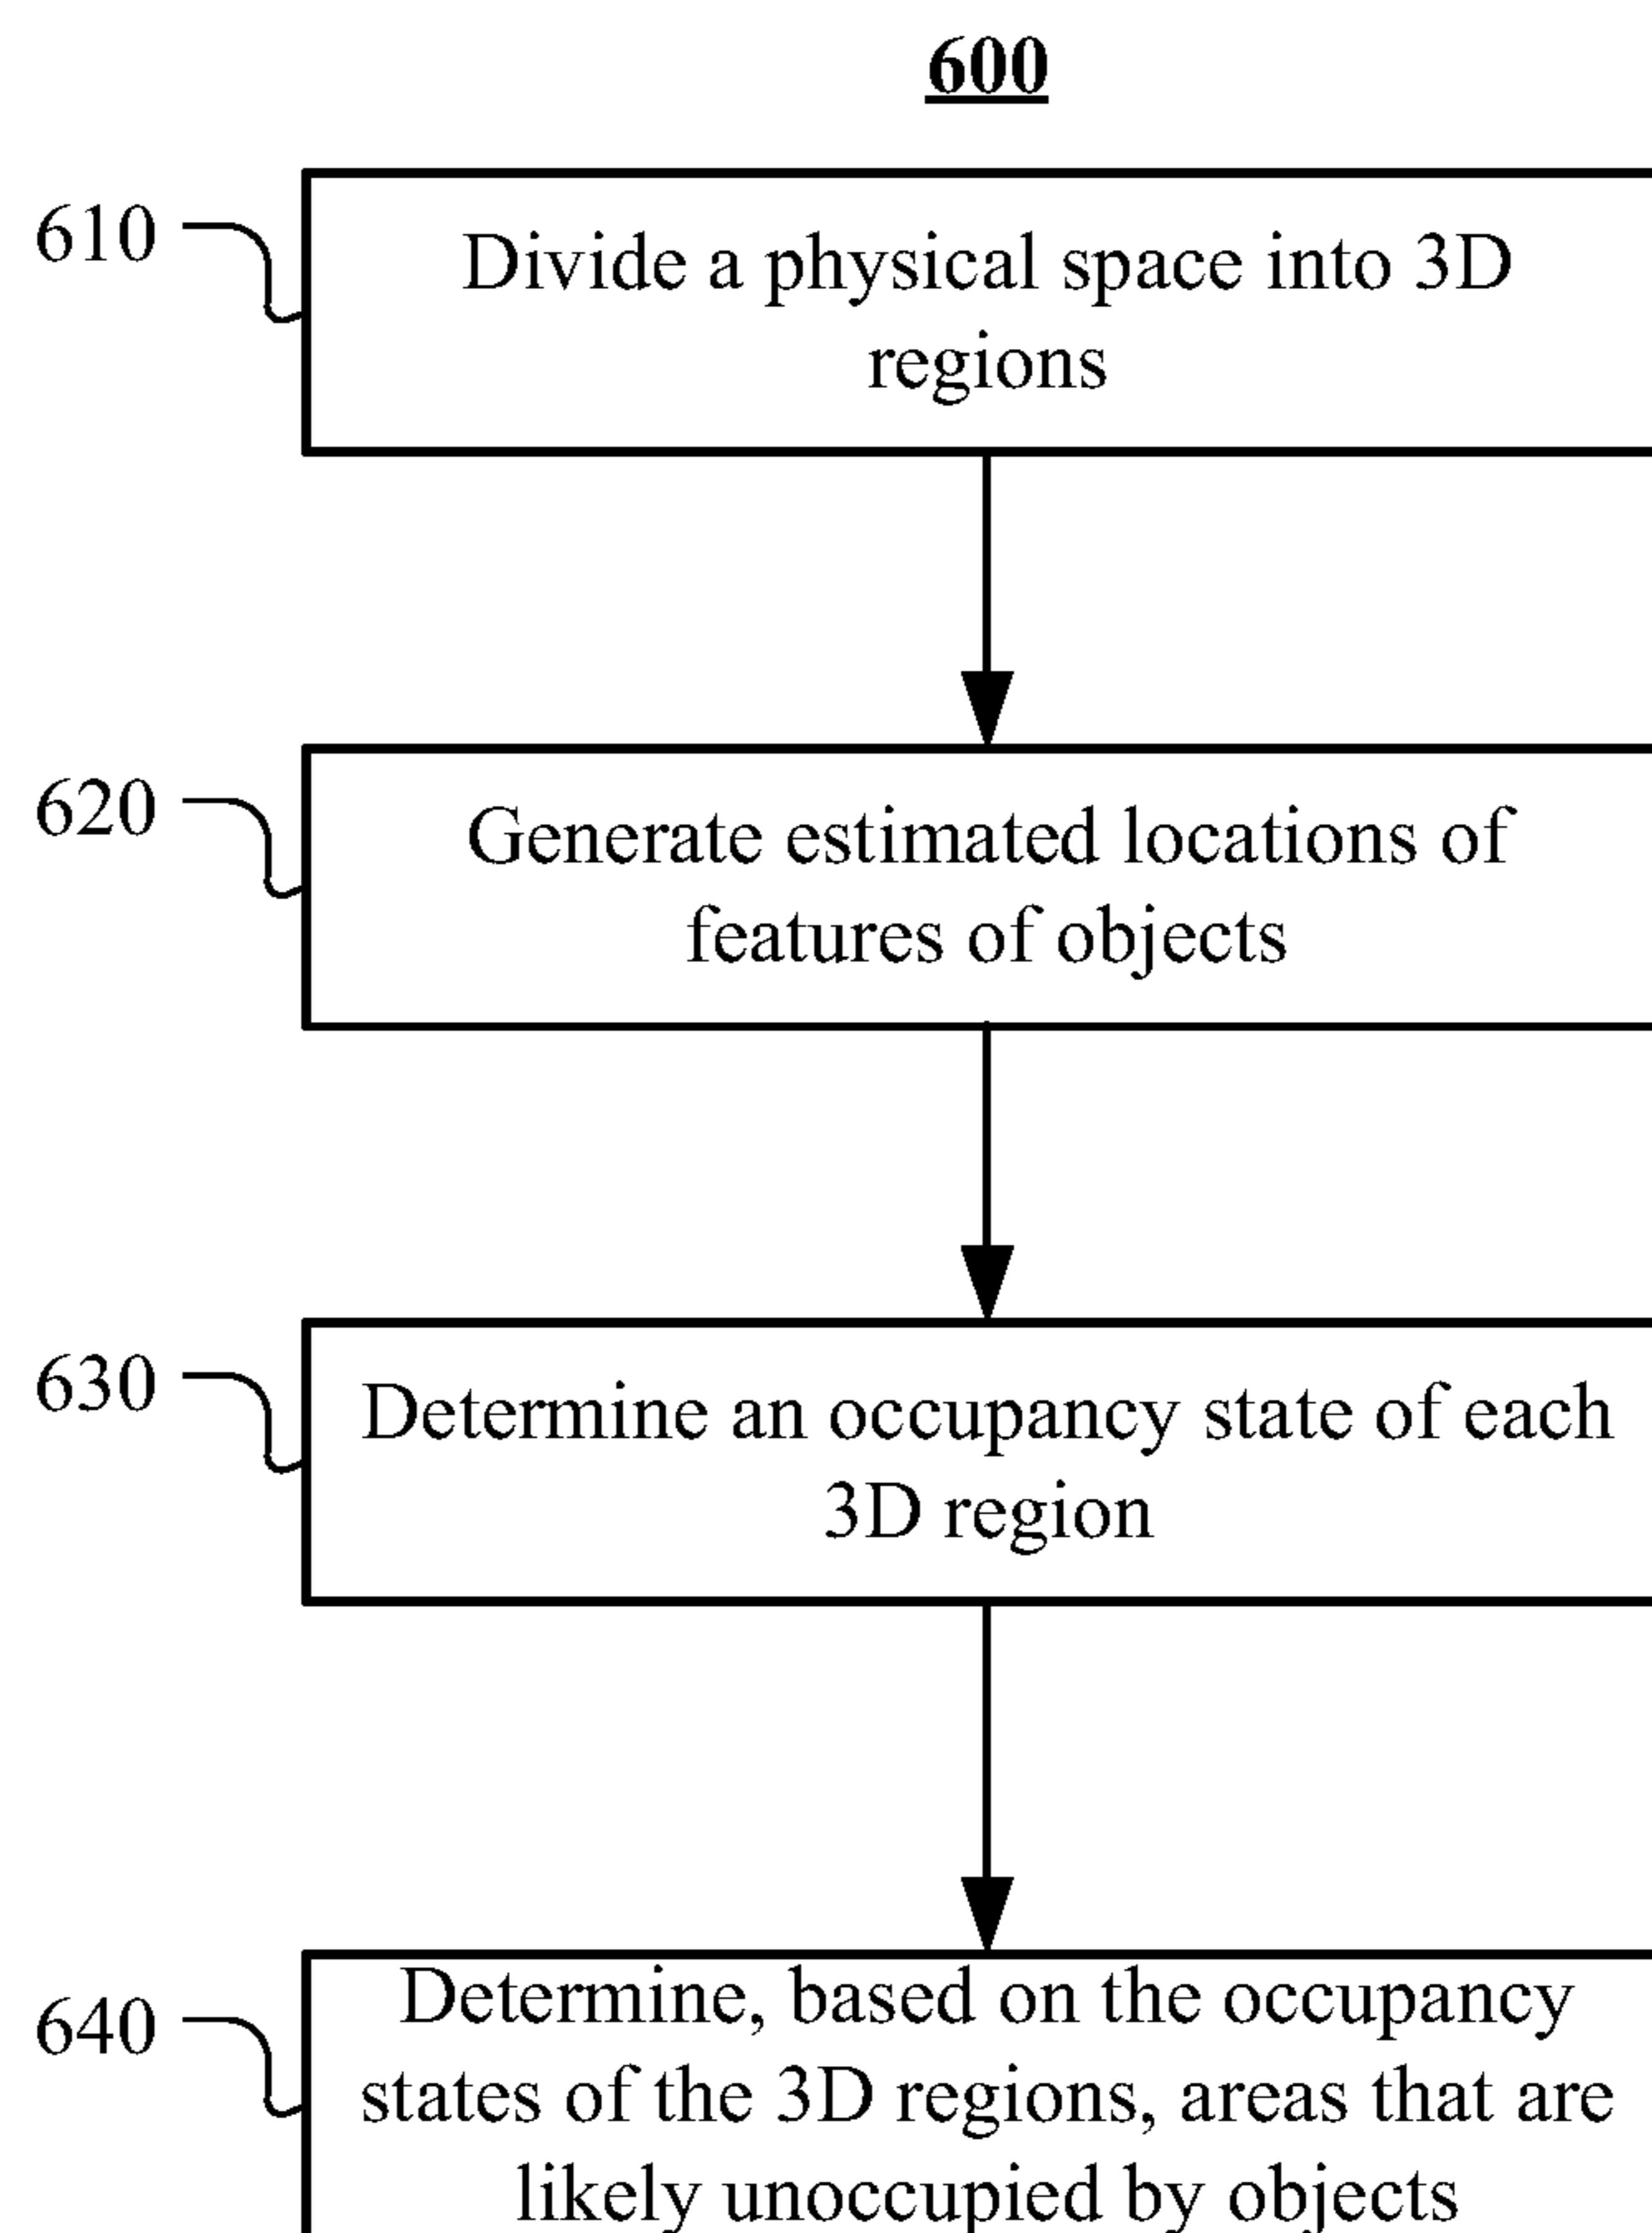 600
610
Divide a physical space into 3D
regions
620
Generate estimated locations of
features of objects
630
Determine an occupancy state of each
3D region
640
Determine, based on the occupancy
states of the 3D regions, areas that are
likely unoccupied by objects